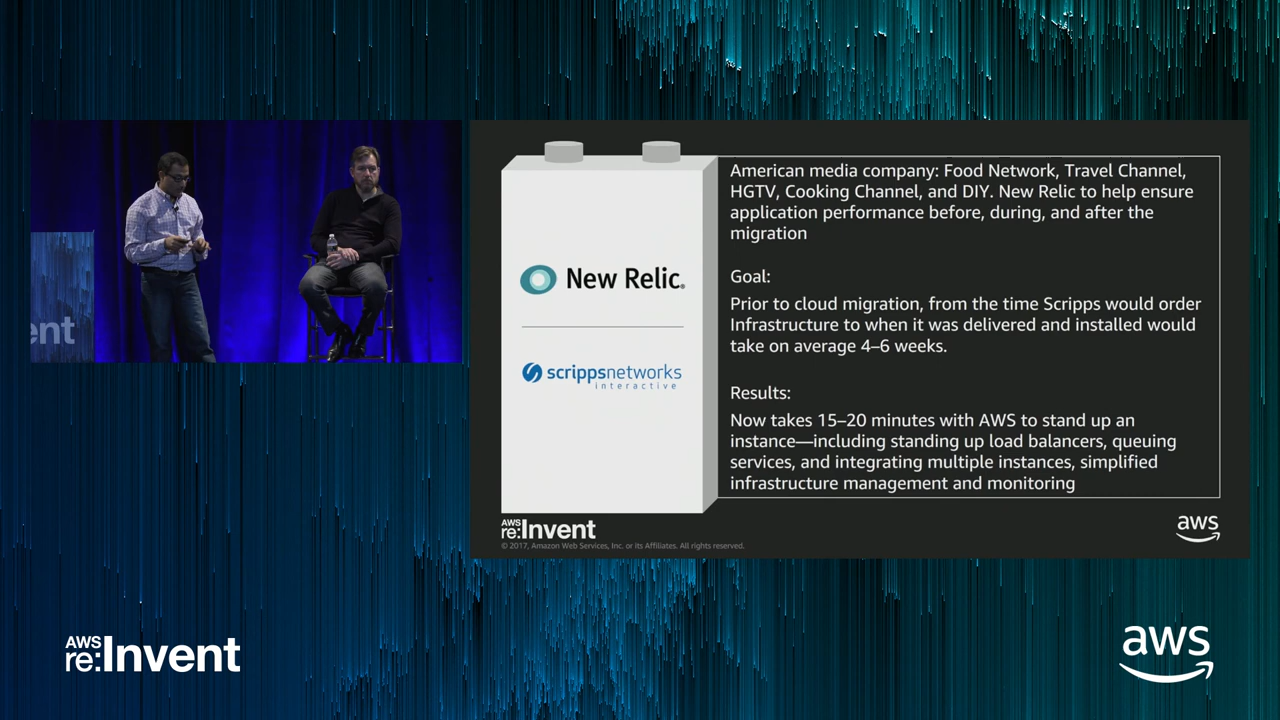 ent
New Relic.
scrippsnetworks
interactive
American media company: Food Network, Travel Channel,
HGTV, Cooking Channel, and DIY. New Relic to help ensure
application performance before, during, and after the
migration
Goal:
Prior to cloud migration, from the time Scripps would order
Infrastructure to when it was delivered and installed would
take on average 4–6 weeks.
Results:
Now takes 15–20 minutes with AWS to stand up an
instance—including standing up load balancers, queuing
services, and integrating multiple instances, simplified
infrastructure management and monitoring
AWS
re:Invent
© 2017, Amazon Web Services, Inc. or its Affiliates. All rights reserved.
aws
AWS
re:Invent
aws